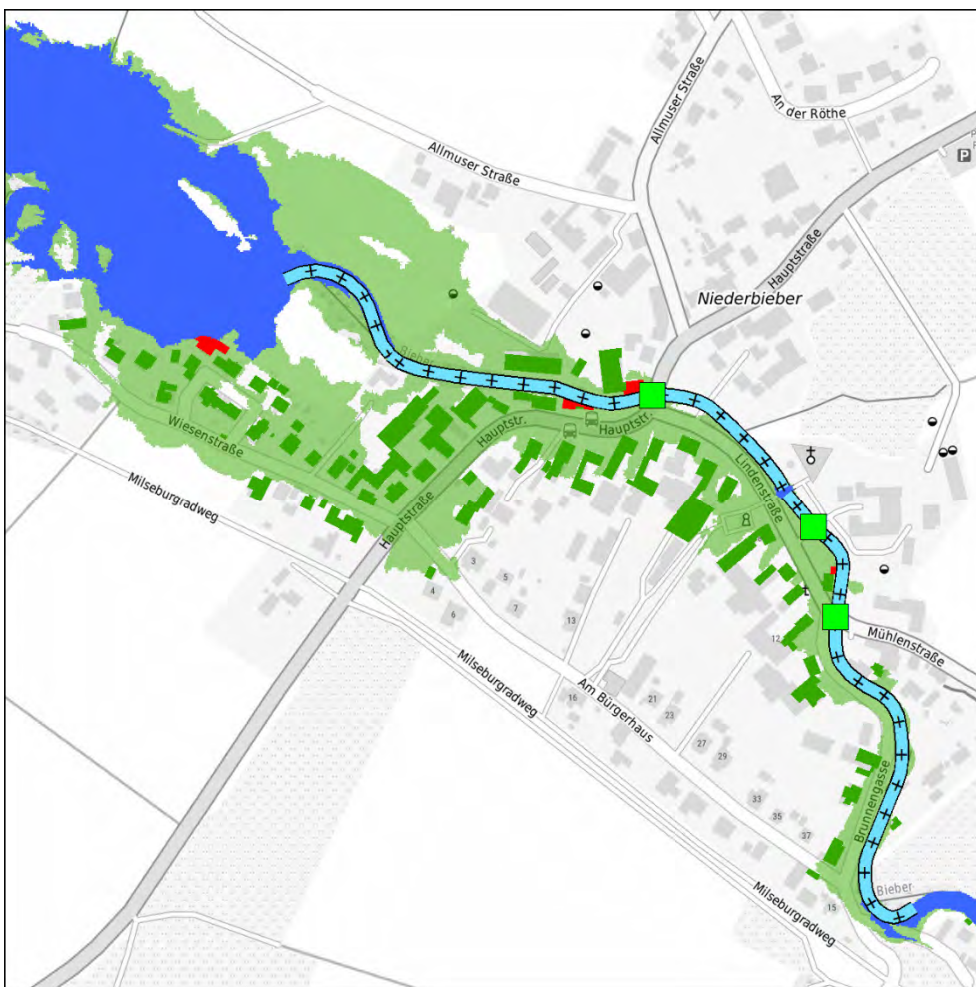 Allmuser Straße
An der Röthe
P
Allmuser Straße
Hauptstraße
Niederbieber
Bieber
Hauptstr.
Hauptstr.
Wiesenstraße
Lindenstraße
Milseburgradweg
Hauptstraße
3
5
4
7
6
13
12
Mühlenstraße
Milseburgradweg
16
21
Am Bürgerhaus
23
27
29
Brunnengasse
33
35
37
Bieber
15
Milseburgradweg